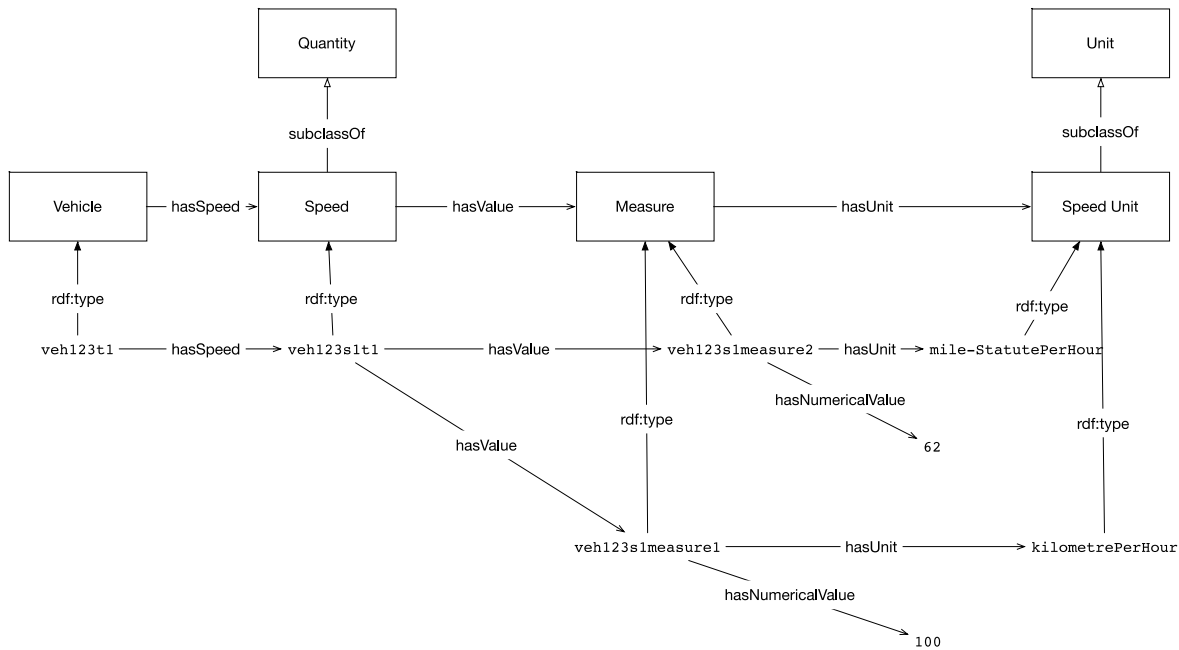 Quantity
Unit
subclassOf
subclassOf
Vehicle
hasSpeed
Speed
hasValue
Measure
hasUnit
Speed Unit
rdf:type
rdf:type
rdf:type
rdf:type
veh123t1
hasSpeed
veh123s1t1
hasValue
veh123s1measure2
hasUnit
mile-StatutePerHour
hasNumericalValue
rdf:type
rdf:type
hasValue
62
veh123s1measure1
hasUnit
kilometrePerHour
hasNumericalValue
100